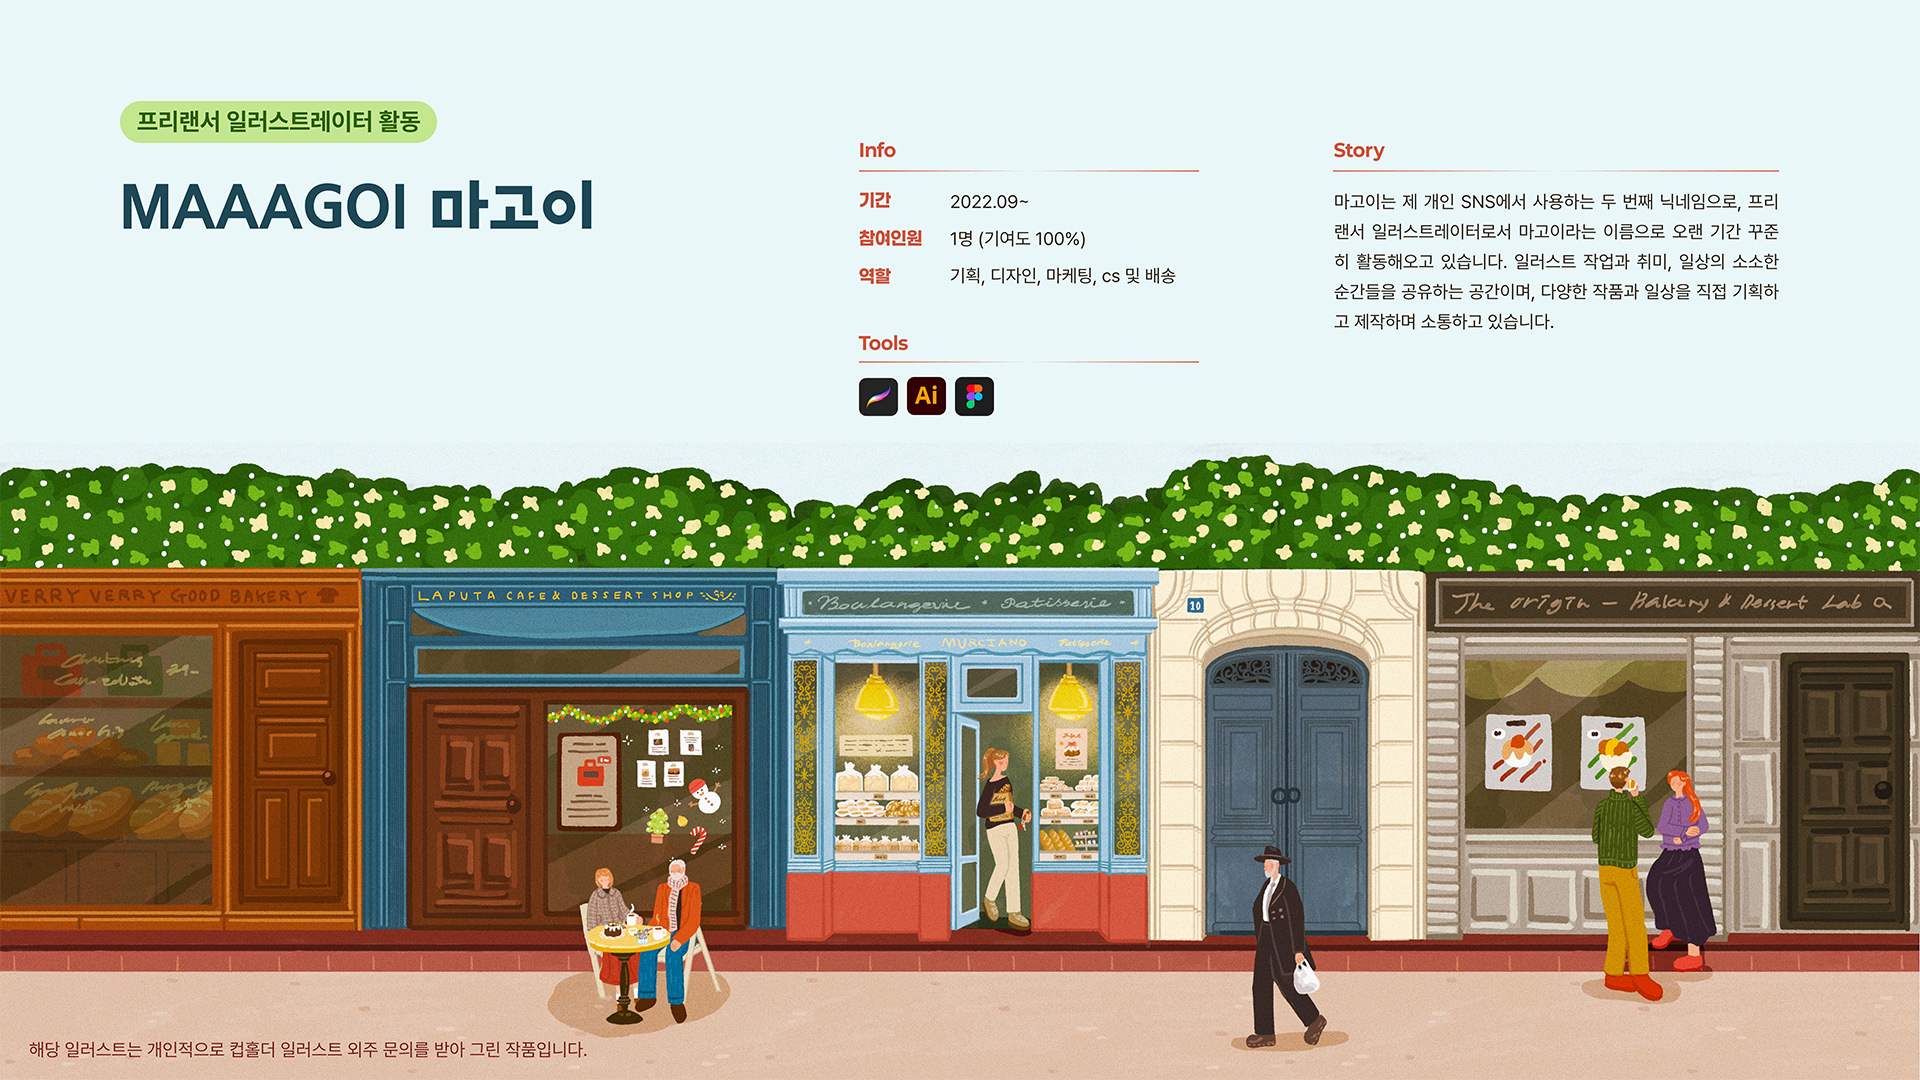 프리랜서 일러스트레이터 활동
MAAAGOI 마고이
Info
기간 2022.09~
참여인원 1명 (기여도 100%)
역할 기획, 디자인, 마케팅, cs 및 배송
Tools
Ai
Story
마고이는 제 개인 SNS에서 사용하는 두 번째 닉네임으로, 프리
랜서 일러스트레이터로서 마고이라는 이름으로 오랜 기간 꾸준
히 활동해오고 있습니다. 일러스트 작업과 취미, 일상의 소소한
순간들을 공유하는 공간이며, 다양한 작품과 일상을 직접 기획하
고 제작하며 소통하고 있습니다.
VERRY VERRY GOOD BAKERY
LAPUTA CAFE & DESSERT SHOP
Boulangerie • Patisserie
Boulangerie MURCIANO Patisserie
10
The origin – Bakery & Dessert Lab
해당 일러스트는 개인적으로 컵홀더 일러스트 외주 문의를 받아 그린 작품입니다.